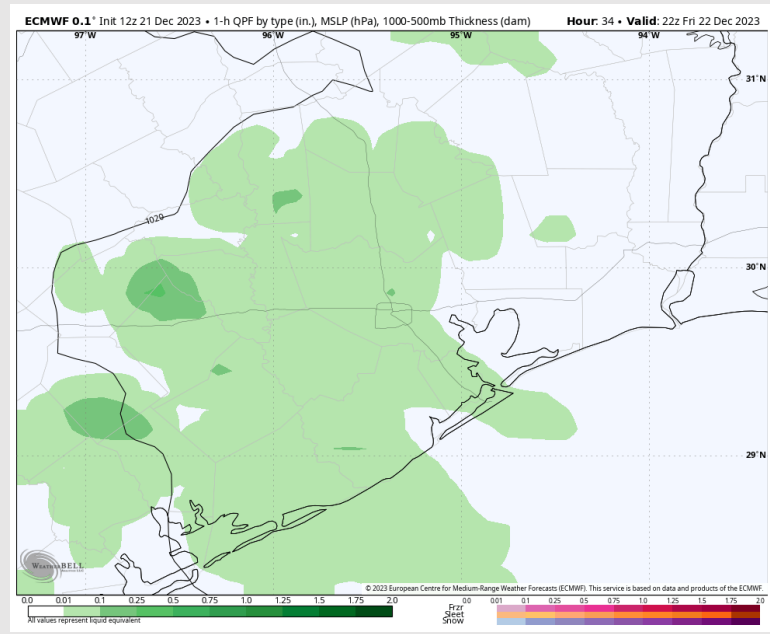 ECMWF 0.1° Init 12z 21 Dec 2023 • 1-h QPF by type (in.), MSLP (hPa), 1000-500mb Thickness (dam) Hour: 34 • Valid: 22z Fri 22 Dec 2023
97°W 96°W 95°W 94°W
31°N
1020
30°N
29°N
WEATHERBELL
© 2023 European Centre for Medium-Range Weather Forecasts (ECMWF). This service is based on data and products of the ECMWF.
0.0 0.01 0.1 0.25 0.5 0.75 1.0 1.25 1.5 1.75 2.0
All values represent liquid equivalent
0.0 0.01 0.1 0.25 0.5 0.75 1.0 1.25 1.5 1.75 2.0
Frzr
Sleet
Snow